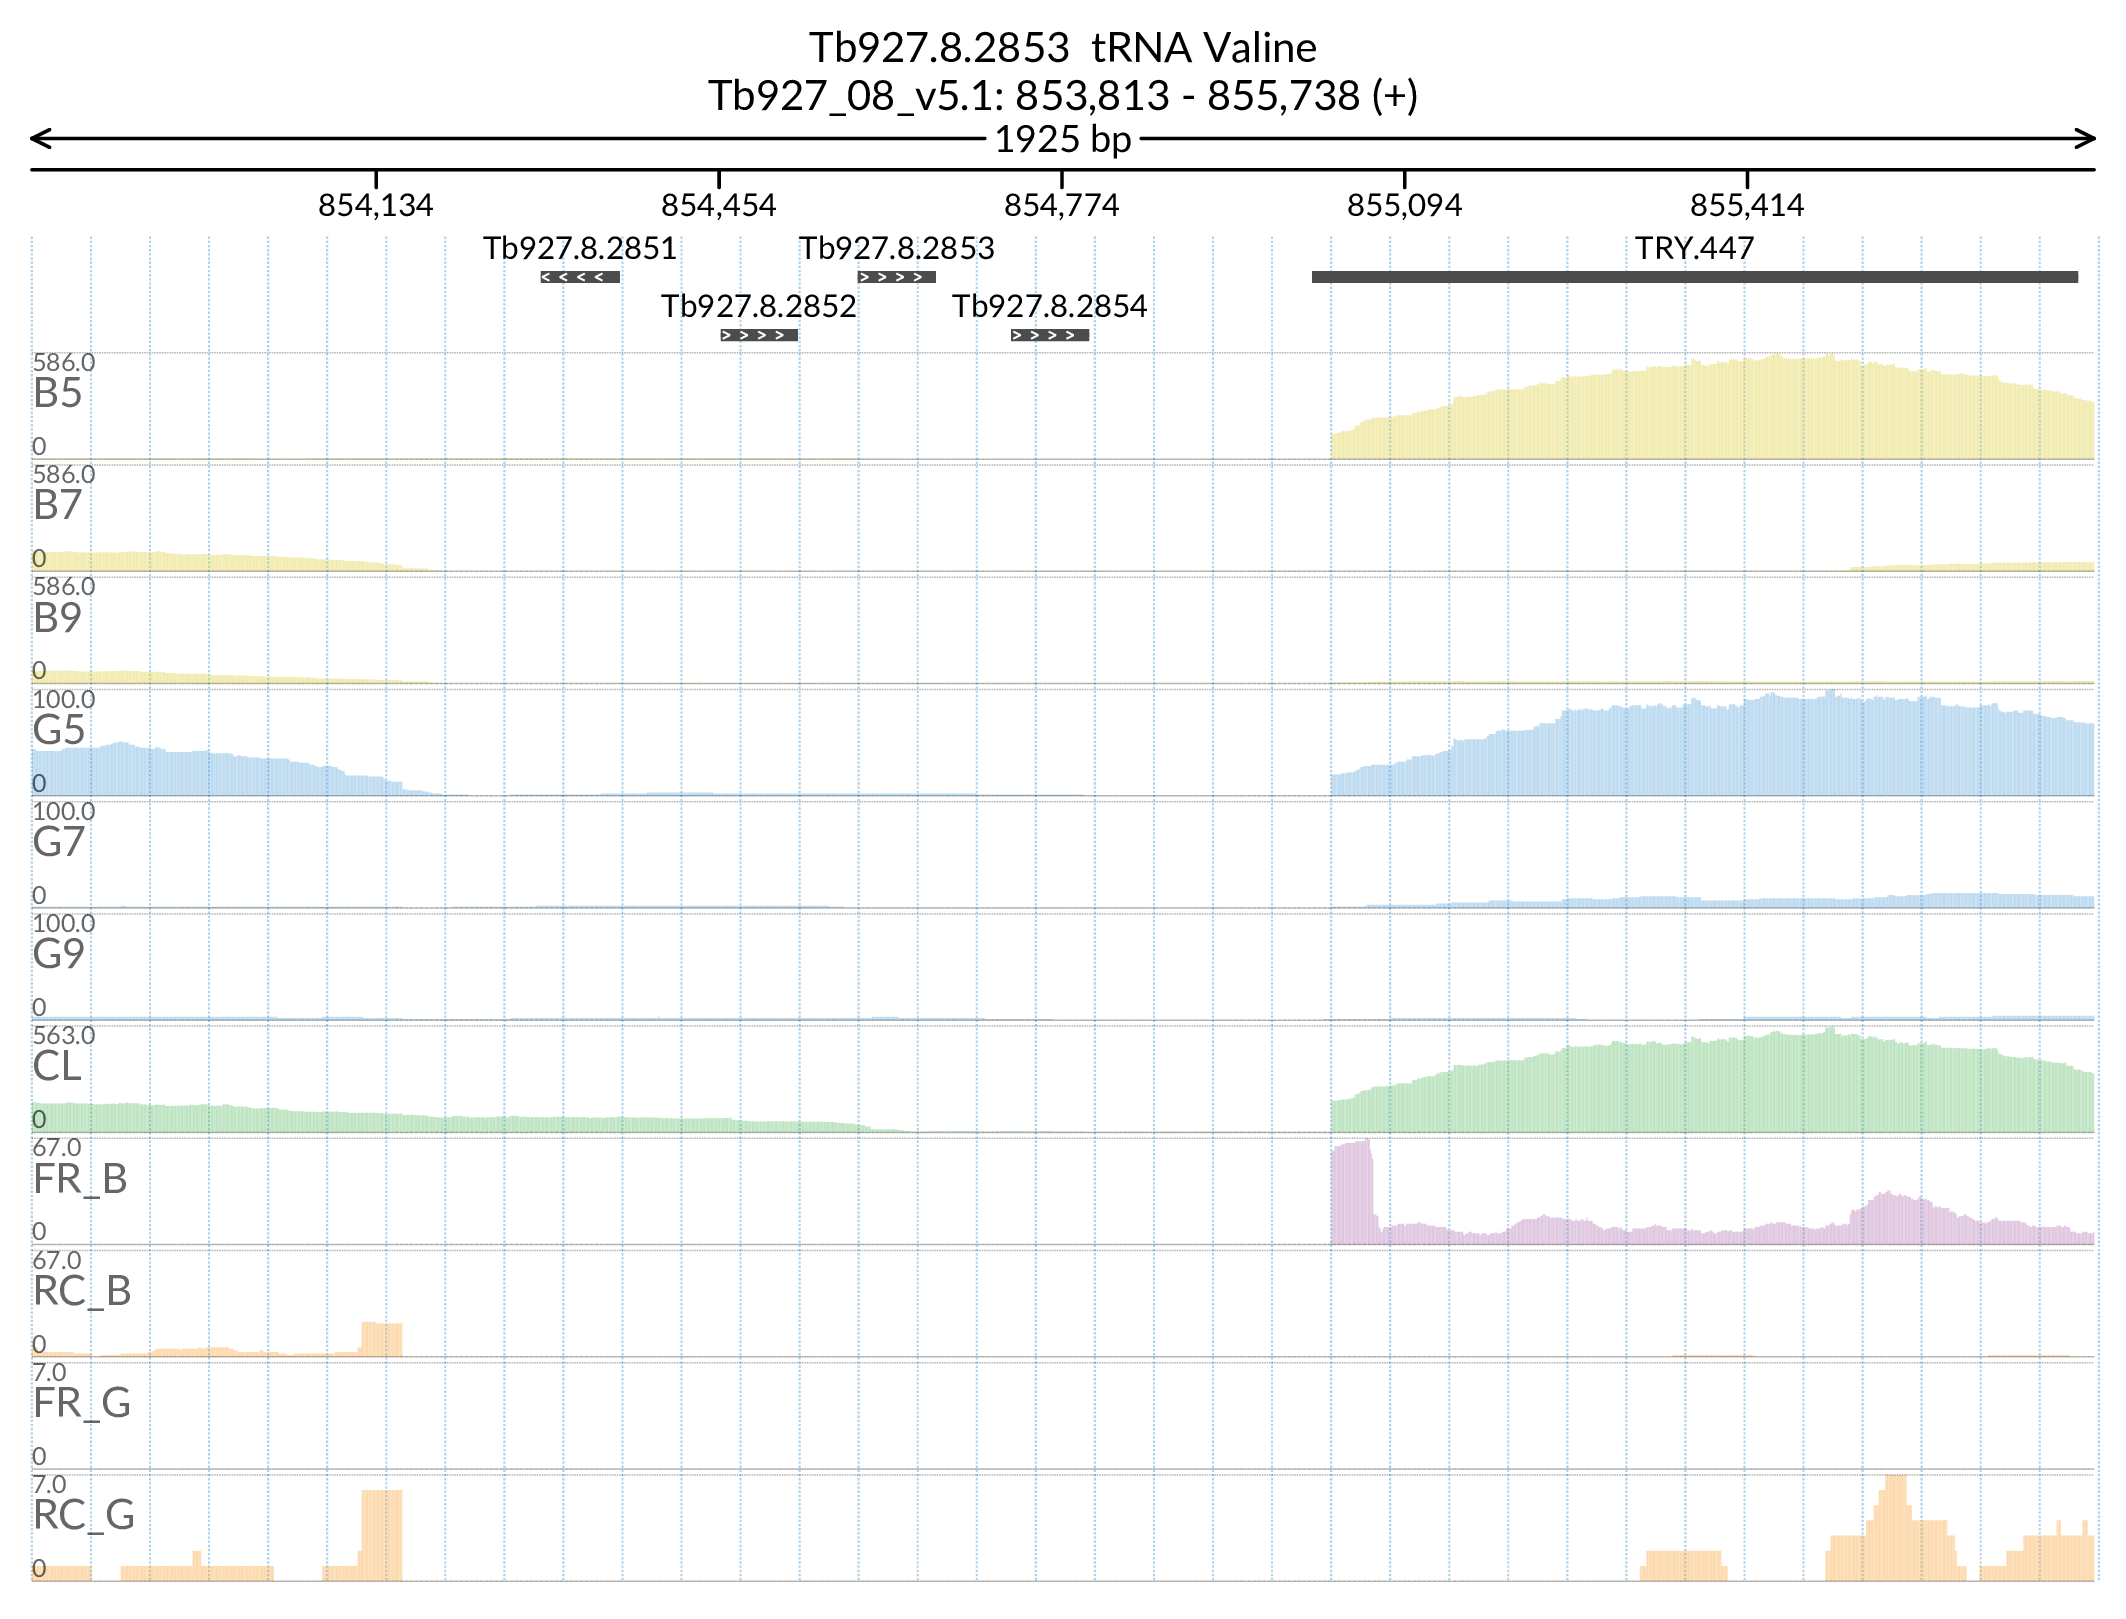 Tb927.8.2853  tRNA Valine
Tb927_08_v5.1: 853,813 - 855,738 (+)
1925 bp
854,134 854,454 854,774 855,094 855,414
Tb927.8.2851 Tb927.8.2853 TRY.447
Tb927.8.2852 Tb927.8.2854
586.0
B5
0
586.0
B7
0
586.0
B9
0
100.0
G5
0
100.0
G7
0
100.0
G9
0
563.0
CL
0
67.0
FR_B
0
67.0
RC_B
0
7.0
FR_G
0
7.0
RC_G
0